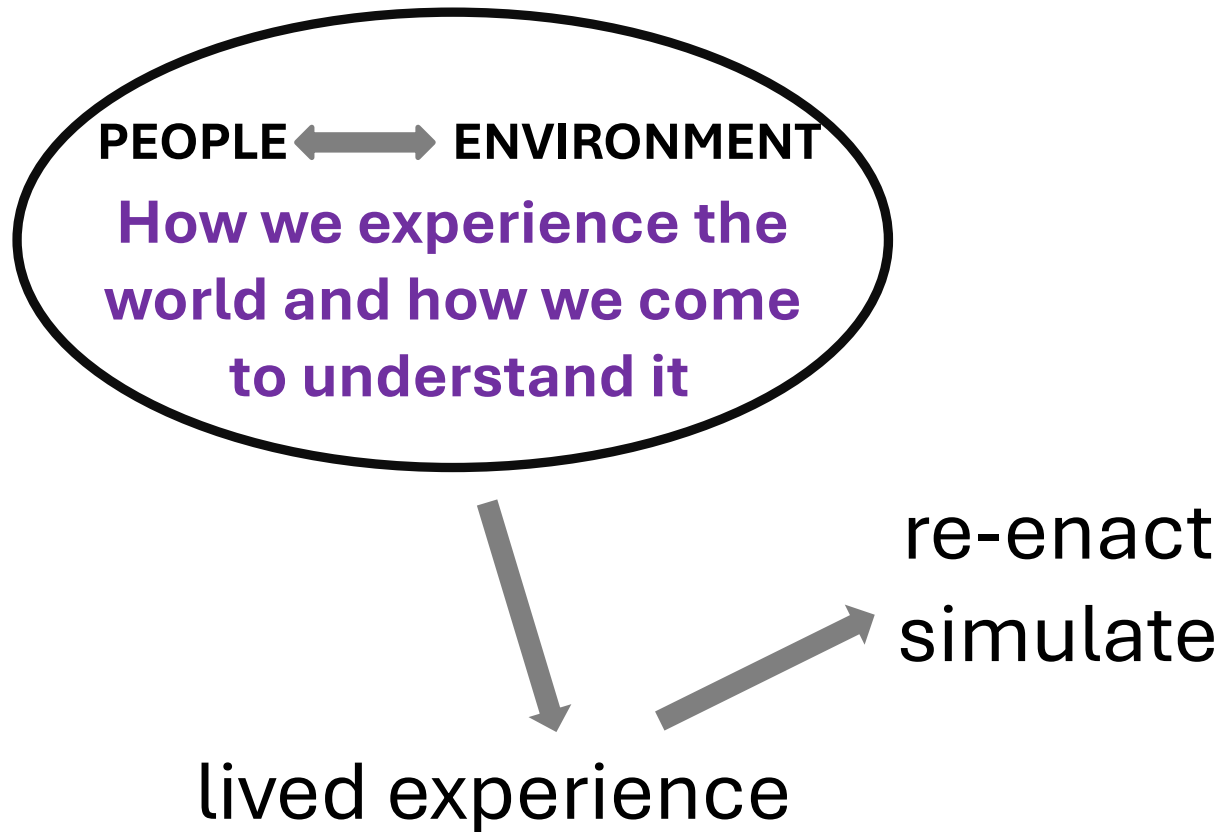 PEOPLE ENVIRONMENT
How we experience the
world and how we come
to understand it
re-enact
simulate
lived experience